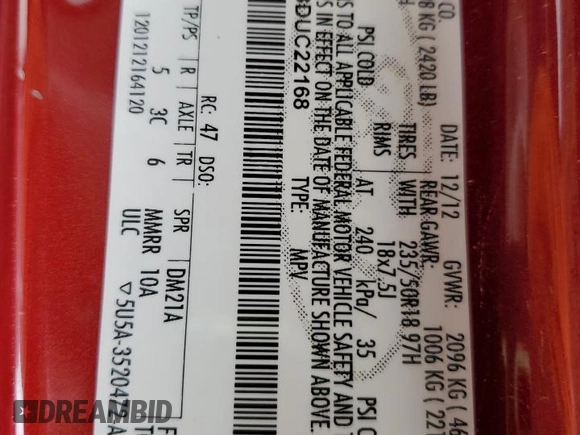 CO. DATE: 12/12 GVWR: 2096 KG ( 46
8 KG ( 2420 LB) REAR GAWR: 1006 KG ( 221
TIRES WITH 235/50R18 97H
PSI COLD RIMS 18x7.5J
AT 240 kPa/ 35 PSI C
S TO ALL APPLICABLE FEDERAL MOTOR VEHICLE SAFETY AND
S IN EFFECT ON THE DATE OF MANUFACTURE SHOWN ABOVE.
DUC22168 TYPE: MPV
RC: 47 DSO:
TP/PS R AXLE TR SPR DM21A
5 3C 6 MMRR 10A
1201212164120 ULC
▽5U5A-3520472-A
DREAMBID